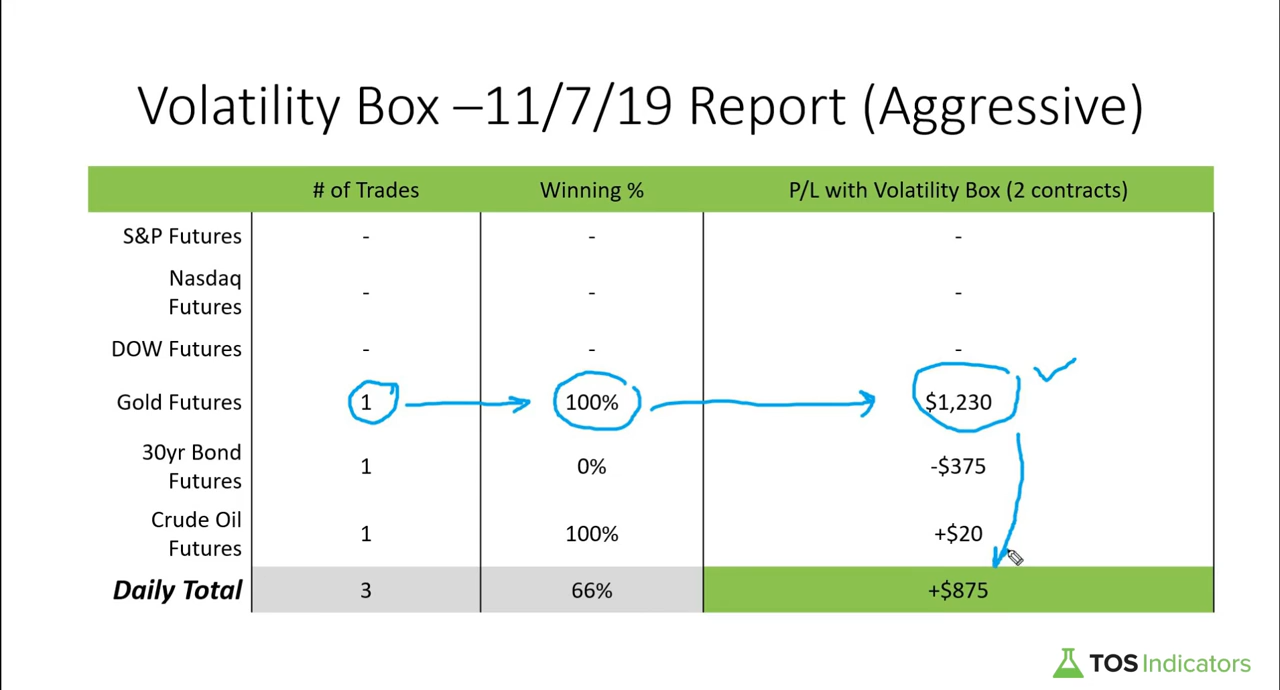 Volatility Box –11/7/19 Report (Aggressive)
# of Trades Winning % P/L with Volatility Box (2 contracts)
S&P Futures - - -
Nasdaq
Futures - - -
DOW Futures - - -
Gold Futures 1 100% $1,230
30yr Bond
Futures 1 0% -$375
Crude Oil
Futures 1 100% +$20
Daily Total 3 66% +$875
TOS Indicators